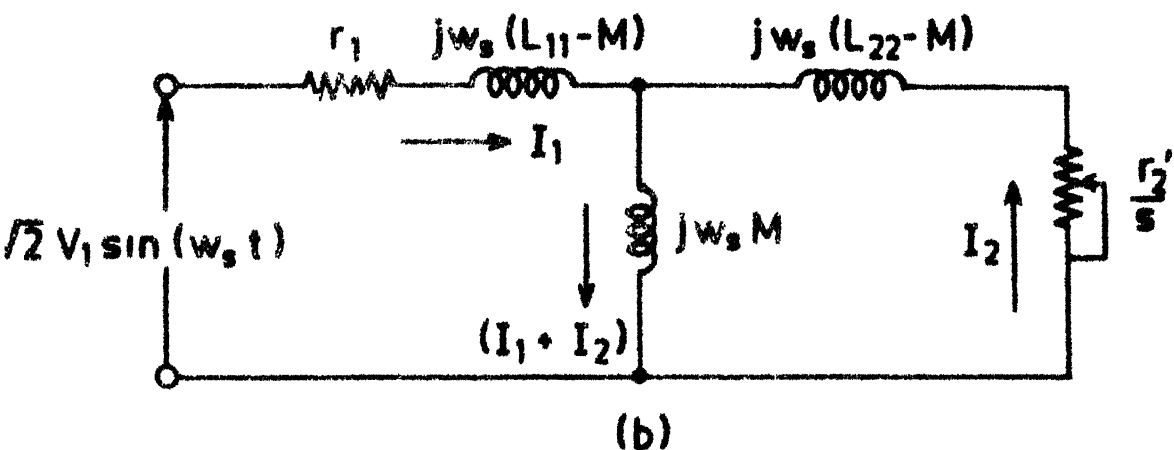 r₁
jwₛ (L₁₁-M)
jwₛ (L₂₂-M)
I₁
√2 V₁ sin (wₛ t)
jwₛ M
(I₁ + I₂)
I₂
r₂'
s
(b)